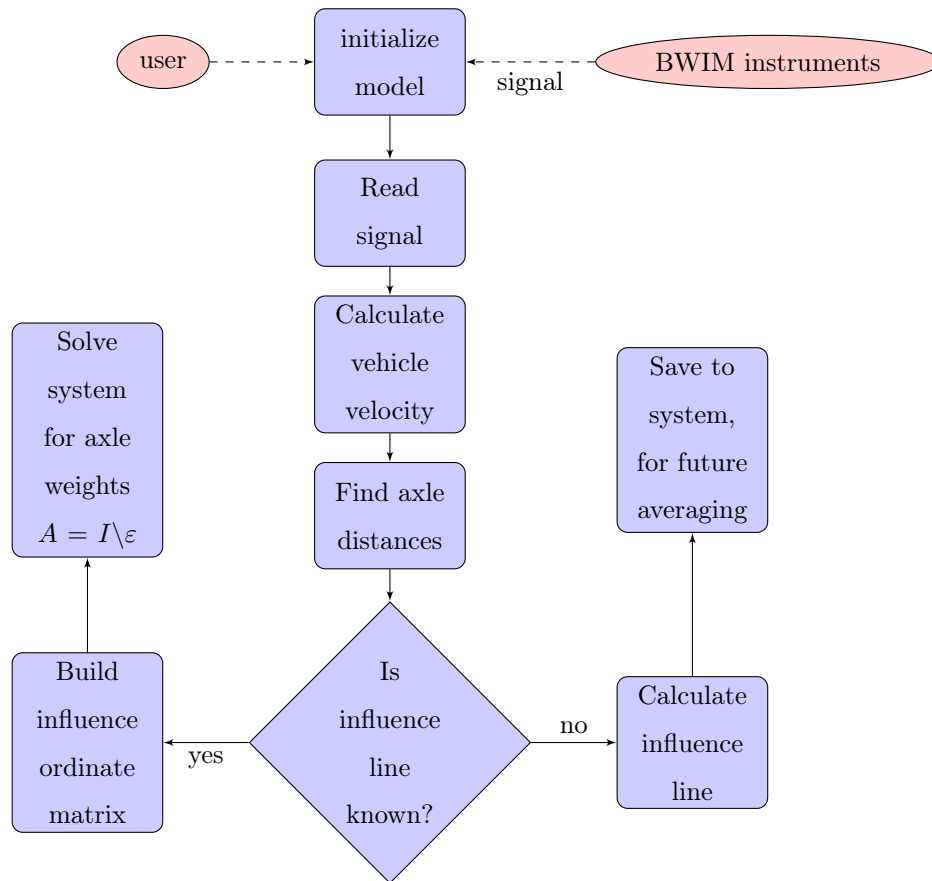 user
initialize
model
signal
BWIM instruments
Read
signal
Calculate
vehicle
velocity
Find axle
distances
Is
influence
line
known?
yes
Build
influence
ordinate
matrix
Solve
system
for axle
weights
A = I\ε
no
Calculate
influence
line
Save to
system,
for future
averaging